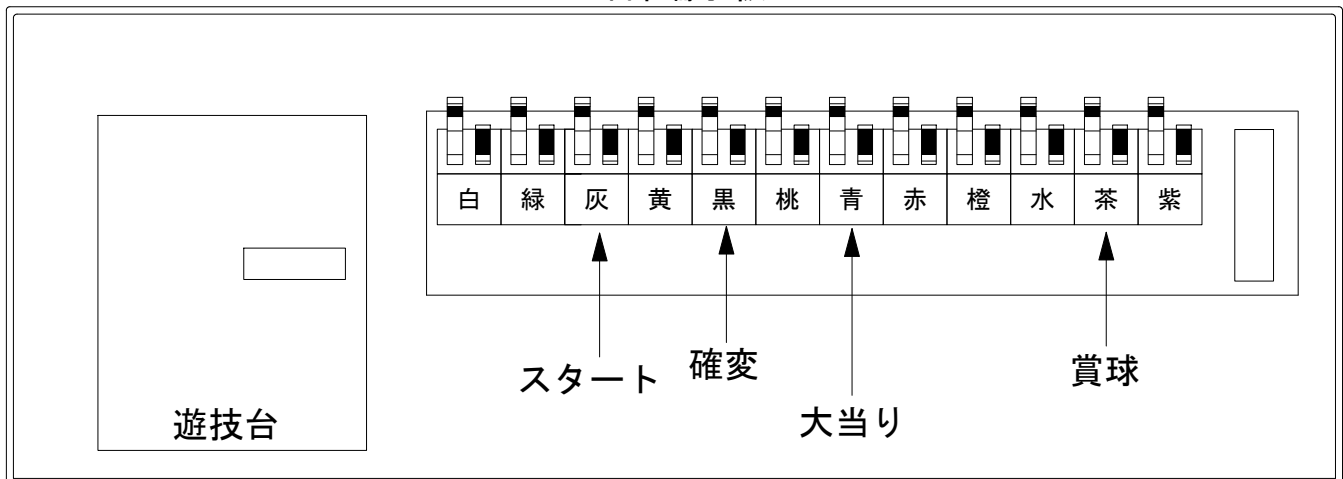 白 緑 灰 黄 黒 桃 青 赤 橙 水 茶 紫
スタート
確変
賞球
大当り
遊技台